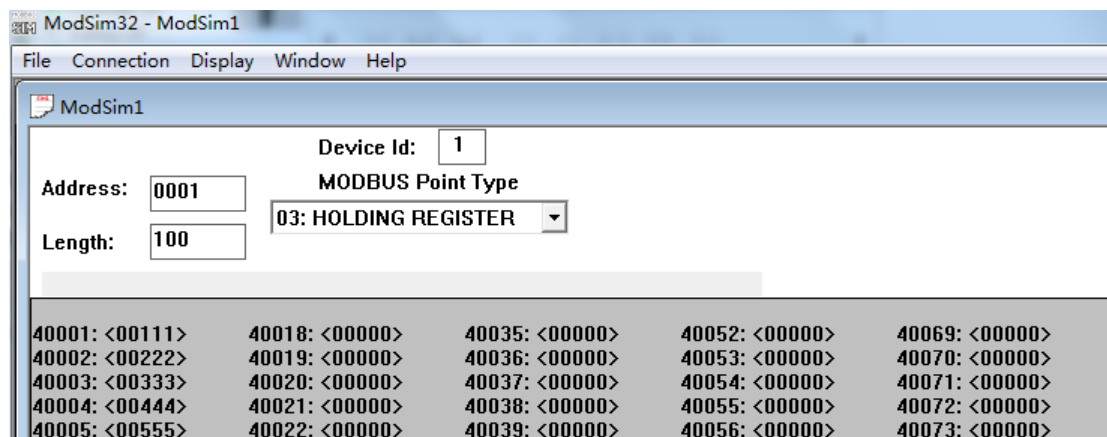 ModSim32 - ModSim1
File Connection Display Window Help
ModSim1
Device Id: 1
Address: 0001
MODBUS Point Type
03: HOLDING REGISTER
Length: 100
40001: <00111> 40018: <00000> 40035: <00000> 40052: <00000> 40069: <00000>
40002: <00222> 40019: <00000> 40036: <00000> 40053: <00000> 40070: <00000>
40003: <00333> 40020: <00000> 40037: <00000> 40054: <00000> 40071: <00000>
40004: <00444> 40021: <00000> 40038: <00000> 40055: <00000> 40072: <00000>
40005: <00555> 40022: <00000> 40039: <00000> 40056: <00000> 40073: <00000>